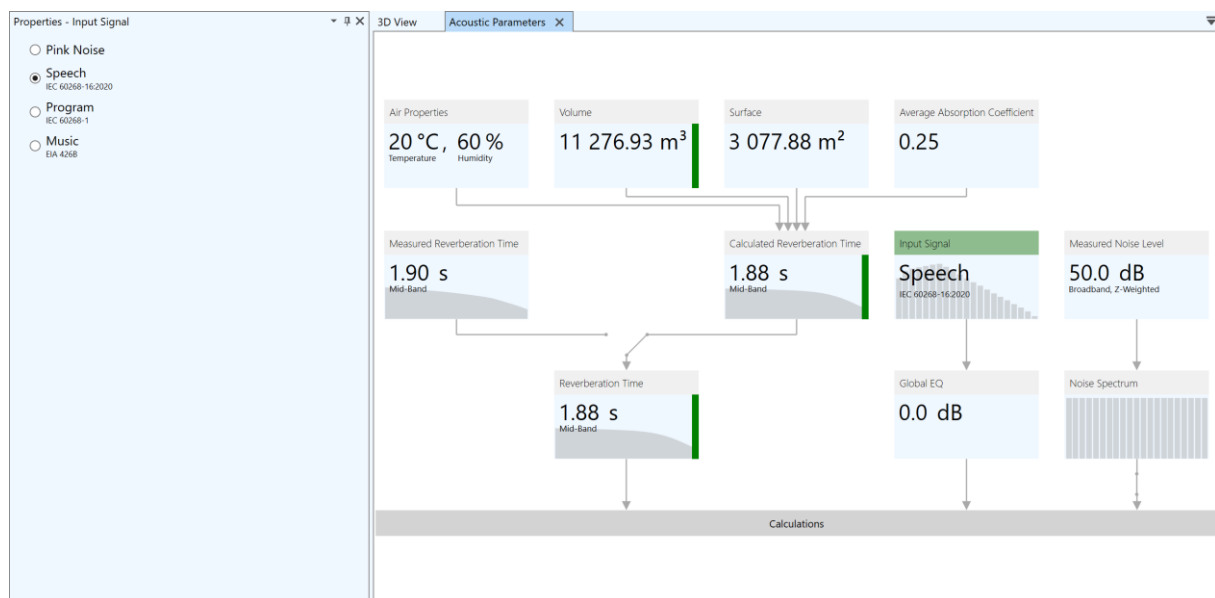 Properties - Input Signal
Pink Noise
Speech
IEC 60268-16:2020
Program
IEC 60268-1
Music
EIA 426B
3D View
Acoustic Parameters
Air Properties
20 °C, 60 %
Temperature Humidity
Volume
11 276.93 m³
Surface
3 077.88 m²
Average Absorption Coefficient
0.25
Measured Reverberation Time
1.90 s
Mid-Band
Calculated Reverberation Time
1.88 s
Mid-Band
Input Signal
Speech
IEC 60268-16:2020
Measured Noise Level
50.0 dB
Broadband, Z-Weighted
Reverberation Time
1.88 s
Mid-Band
Global EQ
0.0 dB
Noise Spectrum
Calculations